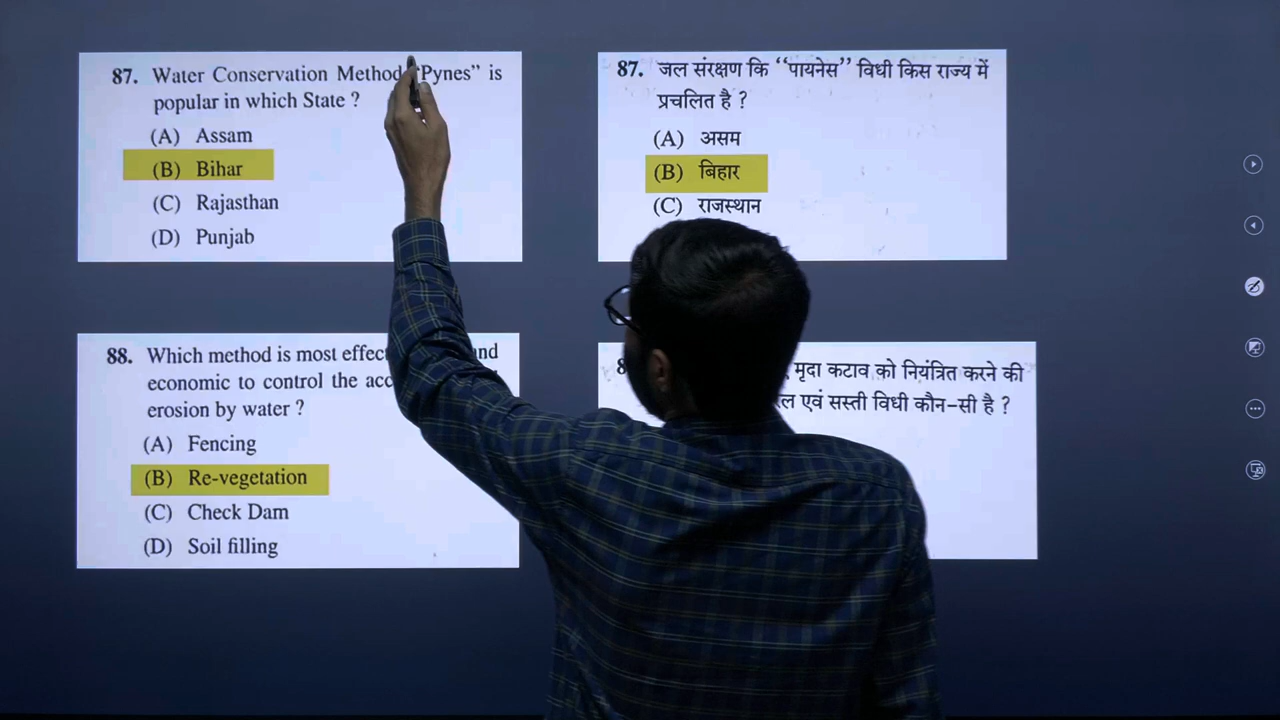 87. Water Conservation Method “Pynes” is
popular in which State ?
(A) Assam
(B) Bihar
(C) Rajasthan
(D) Punjab
87. जल संरक्षण कि “पायनेस” विधी किस राज्य में
प्रचलित है ?
(A) असम
(B) बिहार
(C) राजस्थान
88. Which method is most
economic to control the
erosion by water ?
(A) Fencing
(B) Re-vegetation
(C) Check Dam
(D) Soil filling
मृदा कटाव को नियंत्रित करने की
एवं सस्ती विधी कौन-सी है ?